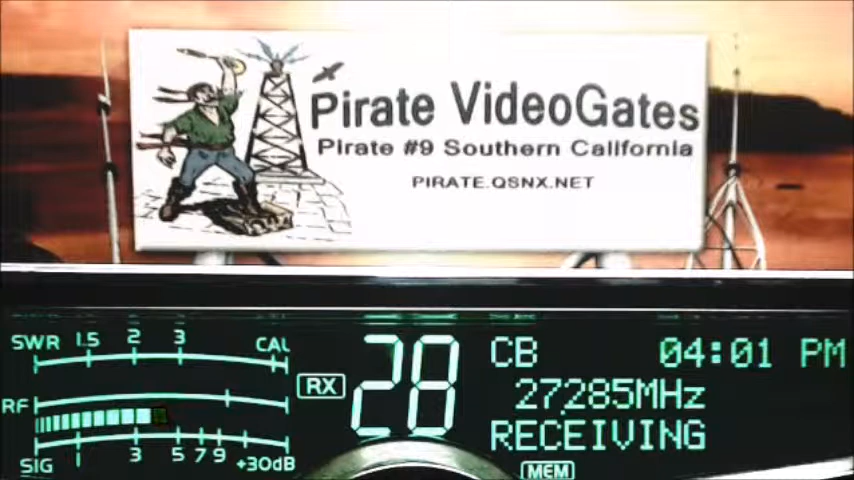 Pirate VideoGates
Pirate #9 Southern California
PIRATE.QSNX.NET
SWR 1.5 2 3 CAL
RF
SIG 1 3 5 7 9 +30dB
RX
28
CB 04:01 PM
27.285MHz
RECEIVING
MEM